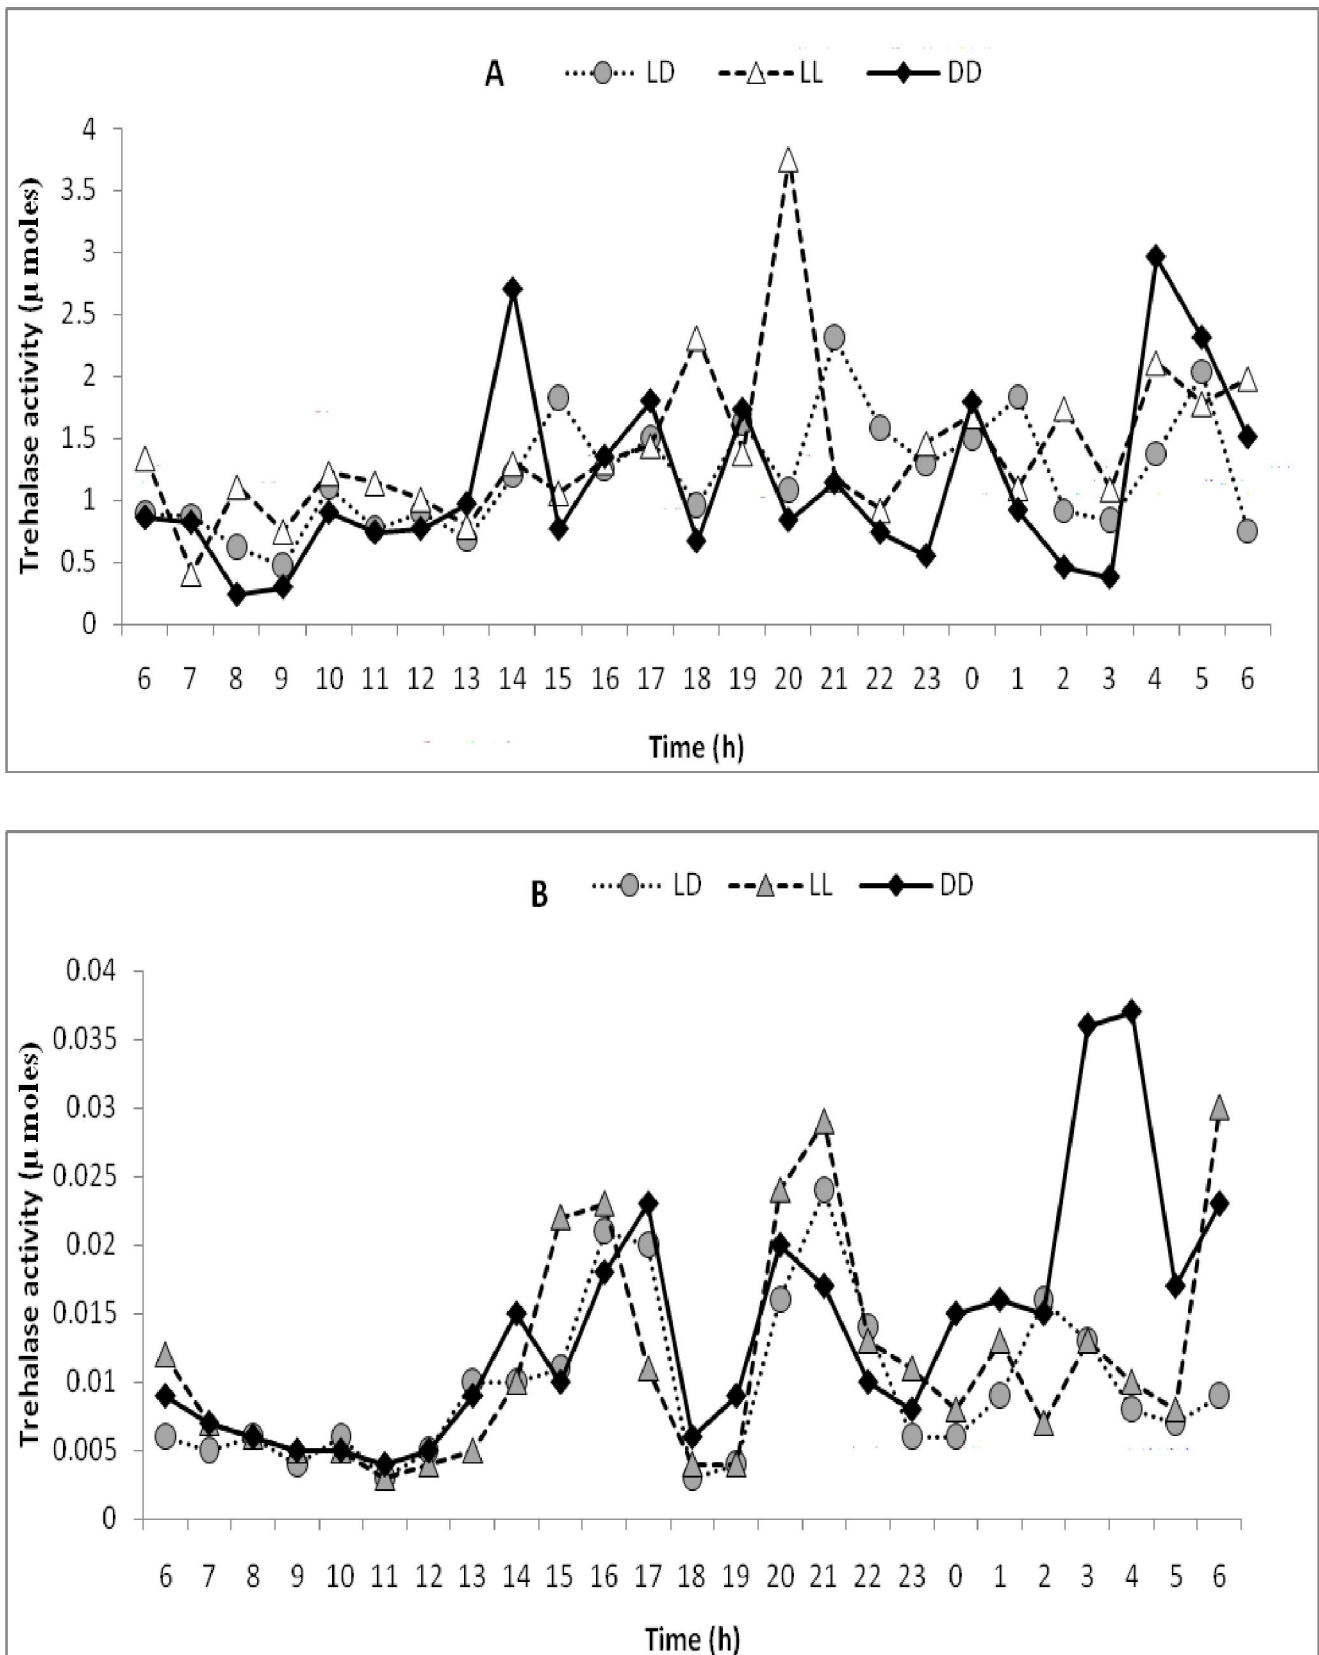 A LD LL DD
4
3.5
3
2.5
2
1.5
1
0.5
0
Trehalase activity (µ moles)
6 7 8 9 10 11 12 13 14 15 16 17 18 19 20 21 22 23 0 1 2 3 4 5 6
Time (h)
B LD LL DD
0.04
0.035
0.03
0.025
0.02
0.015
0.01
0.005
0
Trehalase activity (µ moles)
6 7 8 9 10 11 12 13 14 15 16 17 18 19 20 21 22 23 0 1 2 3 4 5 6
Time (h)